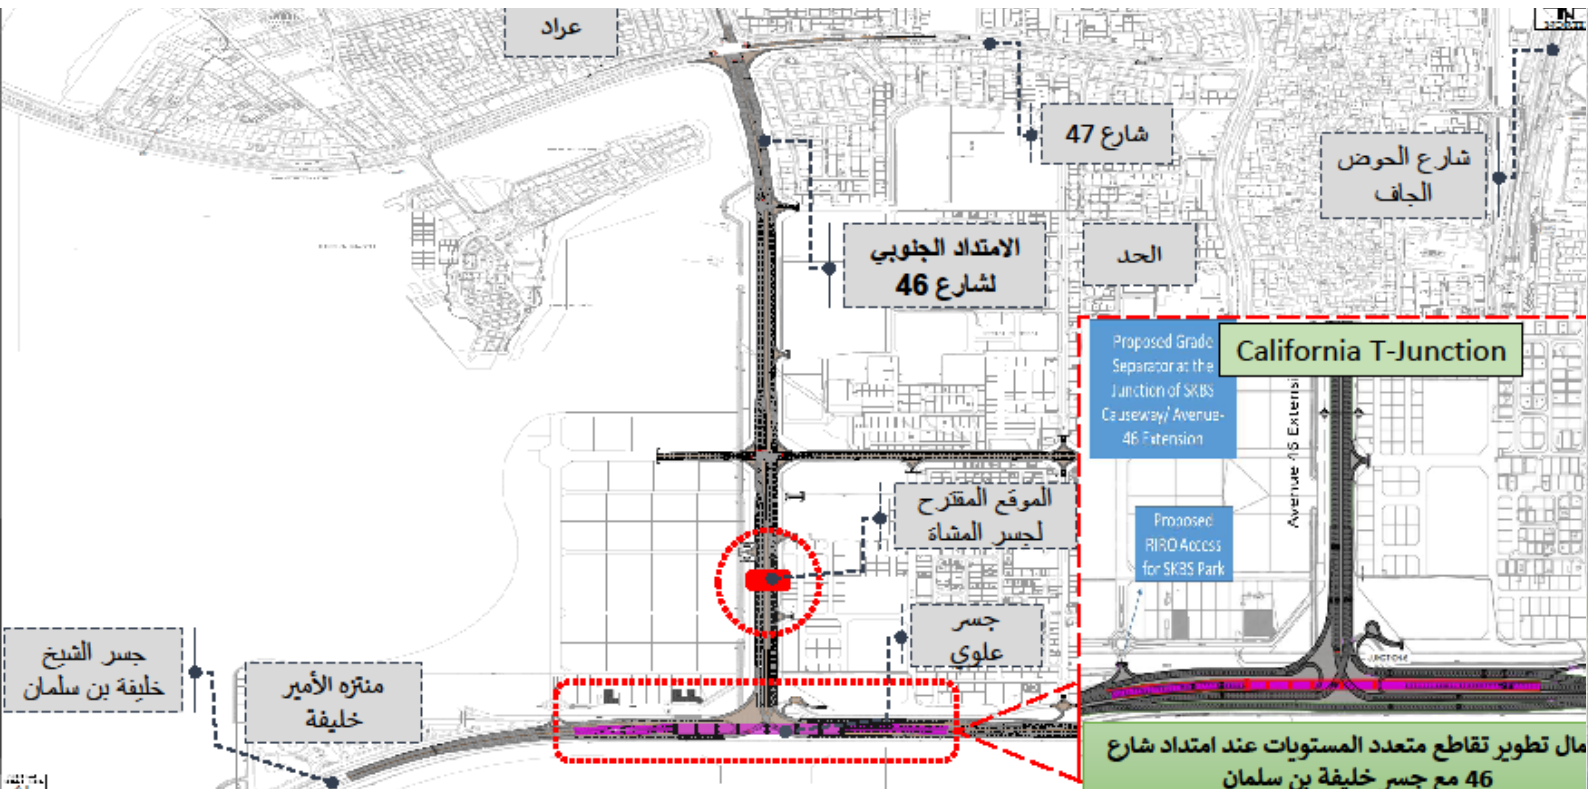 عراد
شارع 47
شارع الحوض
الجاف
الامتداد الجنوبي
لشارع 46
الحد
Proposed Grade
Separator at the
Junction of SKBS
Causeway/ Avenue-
46 Extension
California T-Junction
Avenue 46 Extensi
الموقع المقترح
لجسر المشاة
Proposed
RIRO Access
for SKBS Park
جسر
علوي
جسر الشيخ
خليفة بن سلمان
منتزه الأمير
خليفة
مال تطوير تقاطع متعدد المستويات عند امتداد شارع
46 مع جسر خليفة بن سلمان